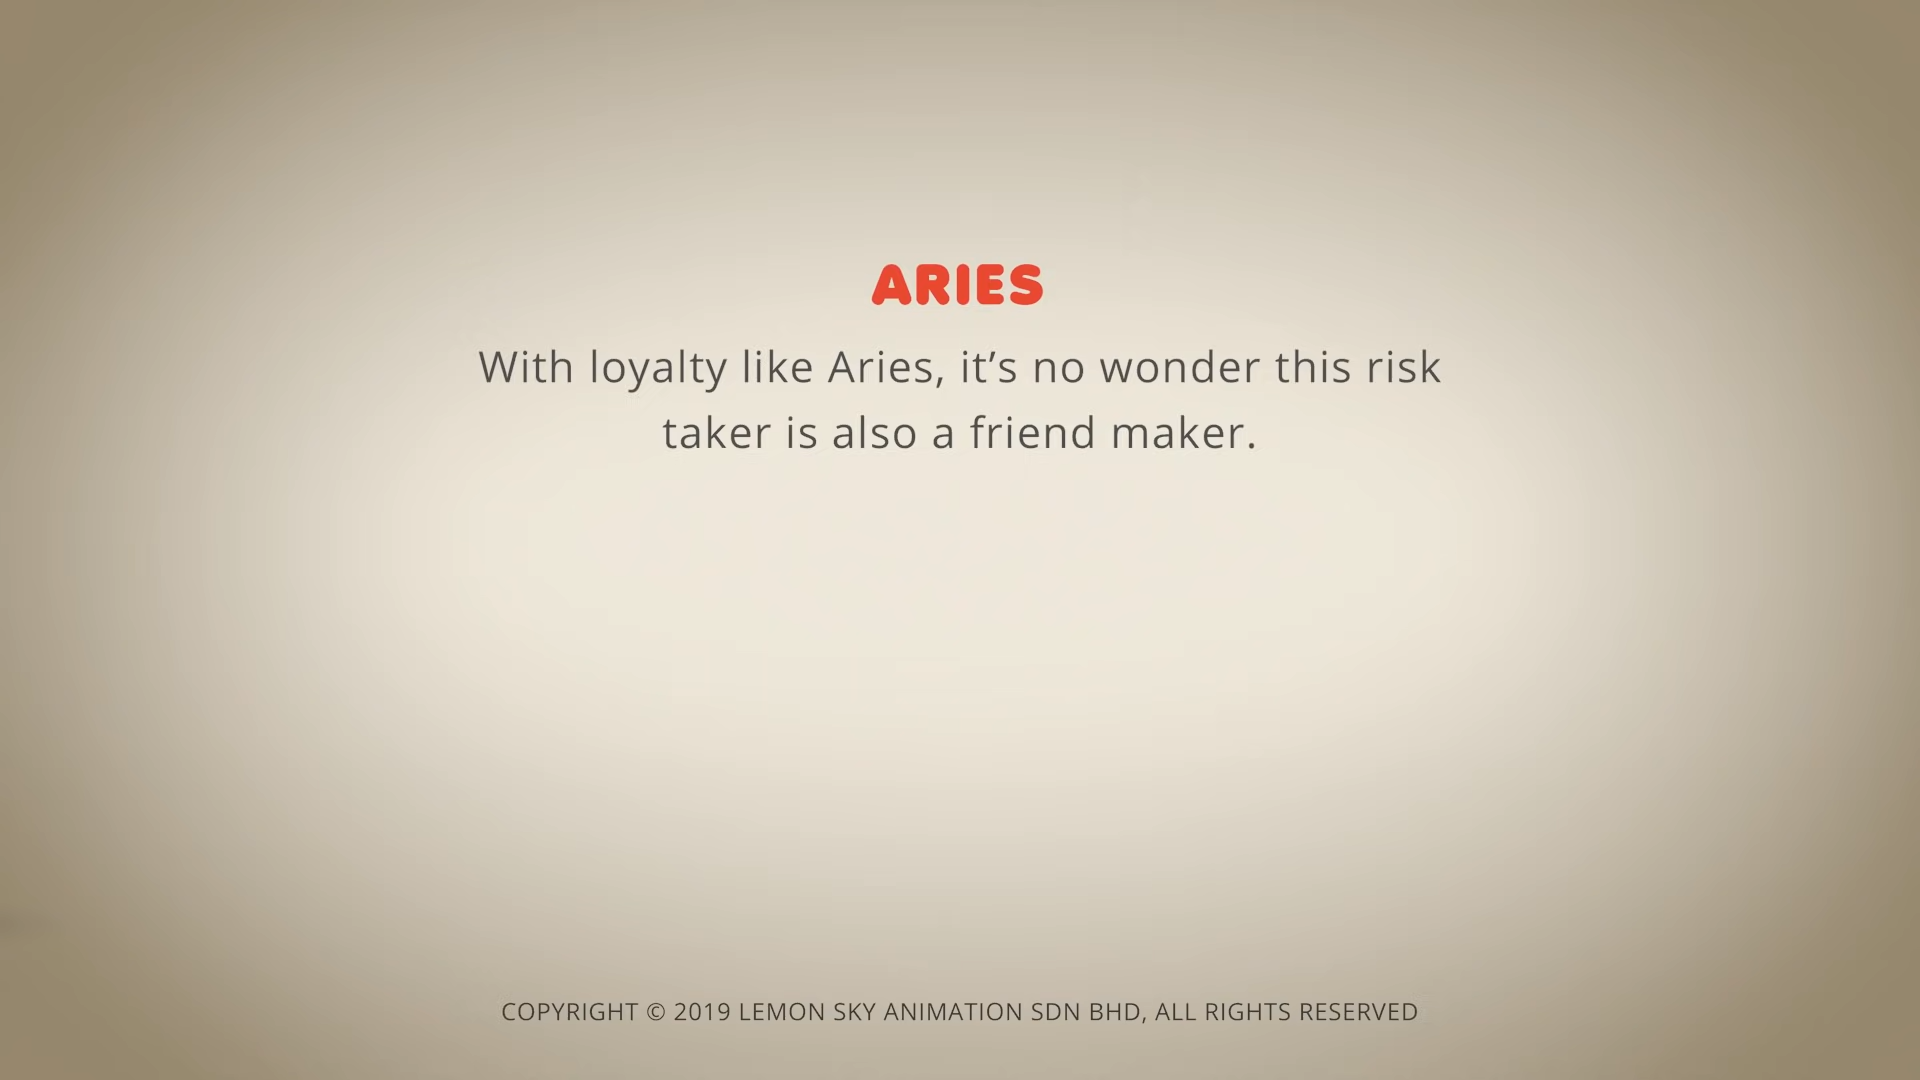 ARIES
With loyalty like Aries, it’s no wonder this risk
taker is also a friend maker.
COPYRIGHT © 2019 LEMON SKY ANIMATION SDN BHD, ALL RIGHTS RESERVED